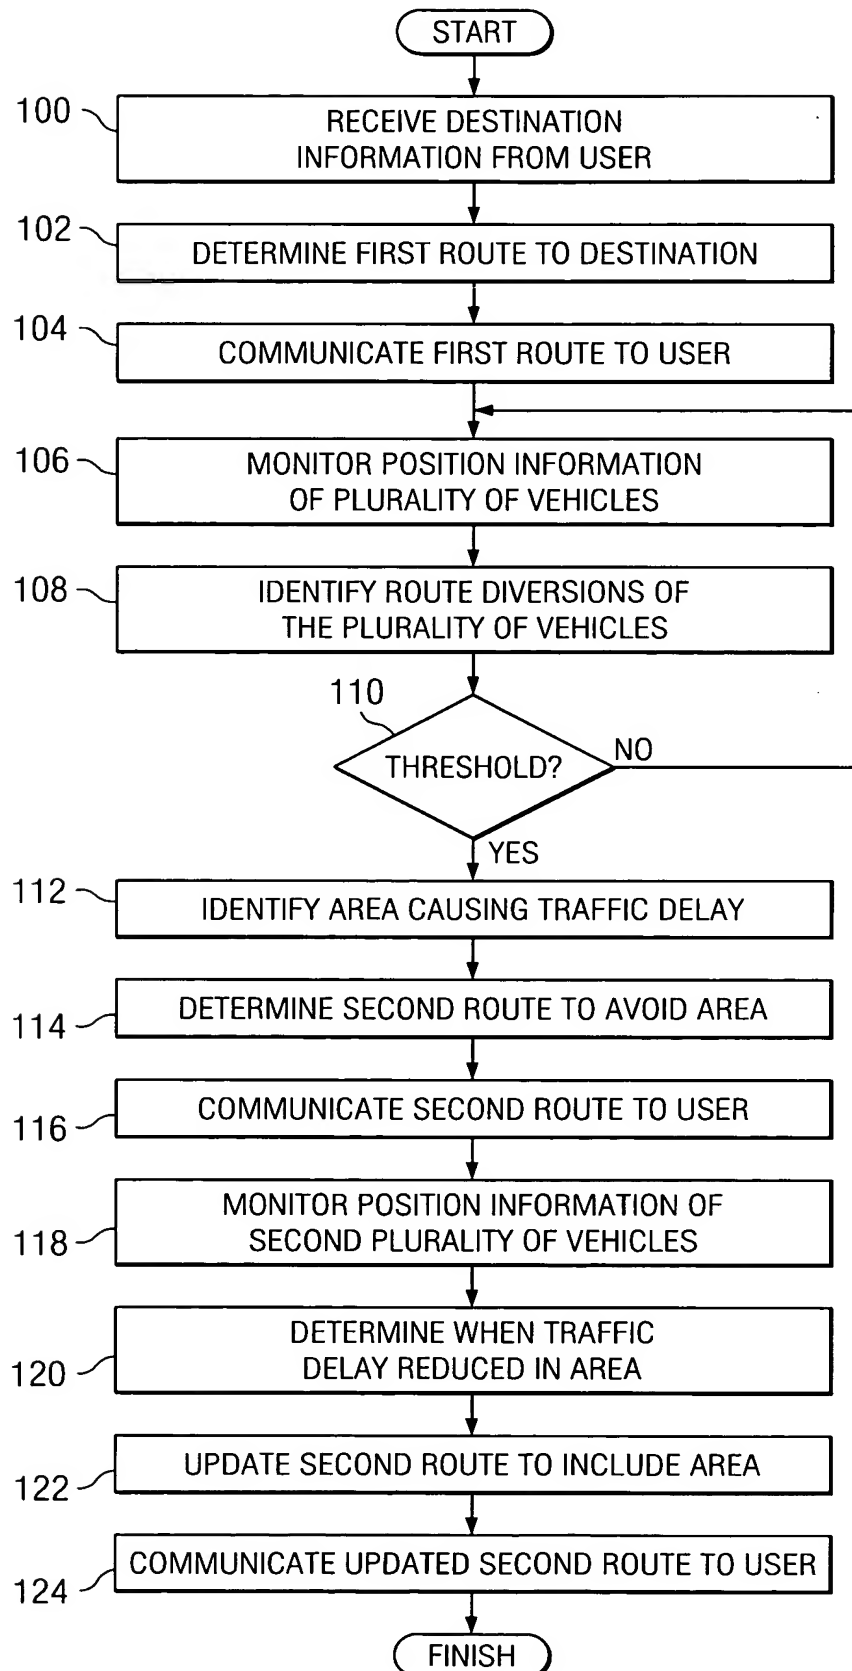 START
100
RECEIVE DESTINATION
INFORMATION FROM USER
102
DETERMINE FIRST ROUTE TO DESTINATION
104
COMMUNICATE FIRST ROUTE TO USER
106
MONITOR POSITION INFORMATION
OF PLURALITY OF VEHICLES
108
IDENTIFY ROUTE DIVERSIONS OF
THE PLURALITY OF VEHICLES
110
THRESHOLD?
NO
YES
112
IDENTIFY AREA CAUSING TRAFFIC DELAY
114
DETERMINE SECOND ROUTE TO AVOID AREA
116
COMMUNICATE SECOND ROUTE TO USER
118
MONITOR POSITION INFORMATION OF
SECOND PLURALITY OF VEHICLES
120
DETERMINE WHEN TRAFFIC
DELAY REDUCED IN AREA
122
UPDATE SECOND ROUTE TO INCLUDE AREA
124
COMMUNICATE UPDATED SECOND ROUTE TO USER
FINISH